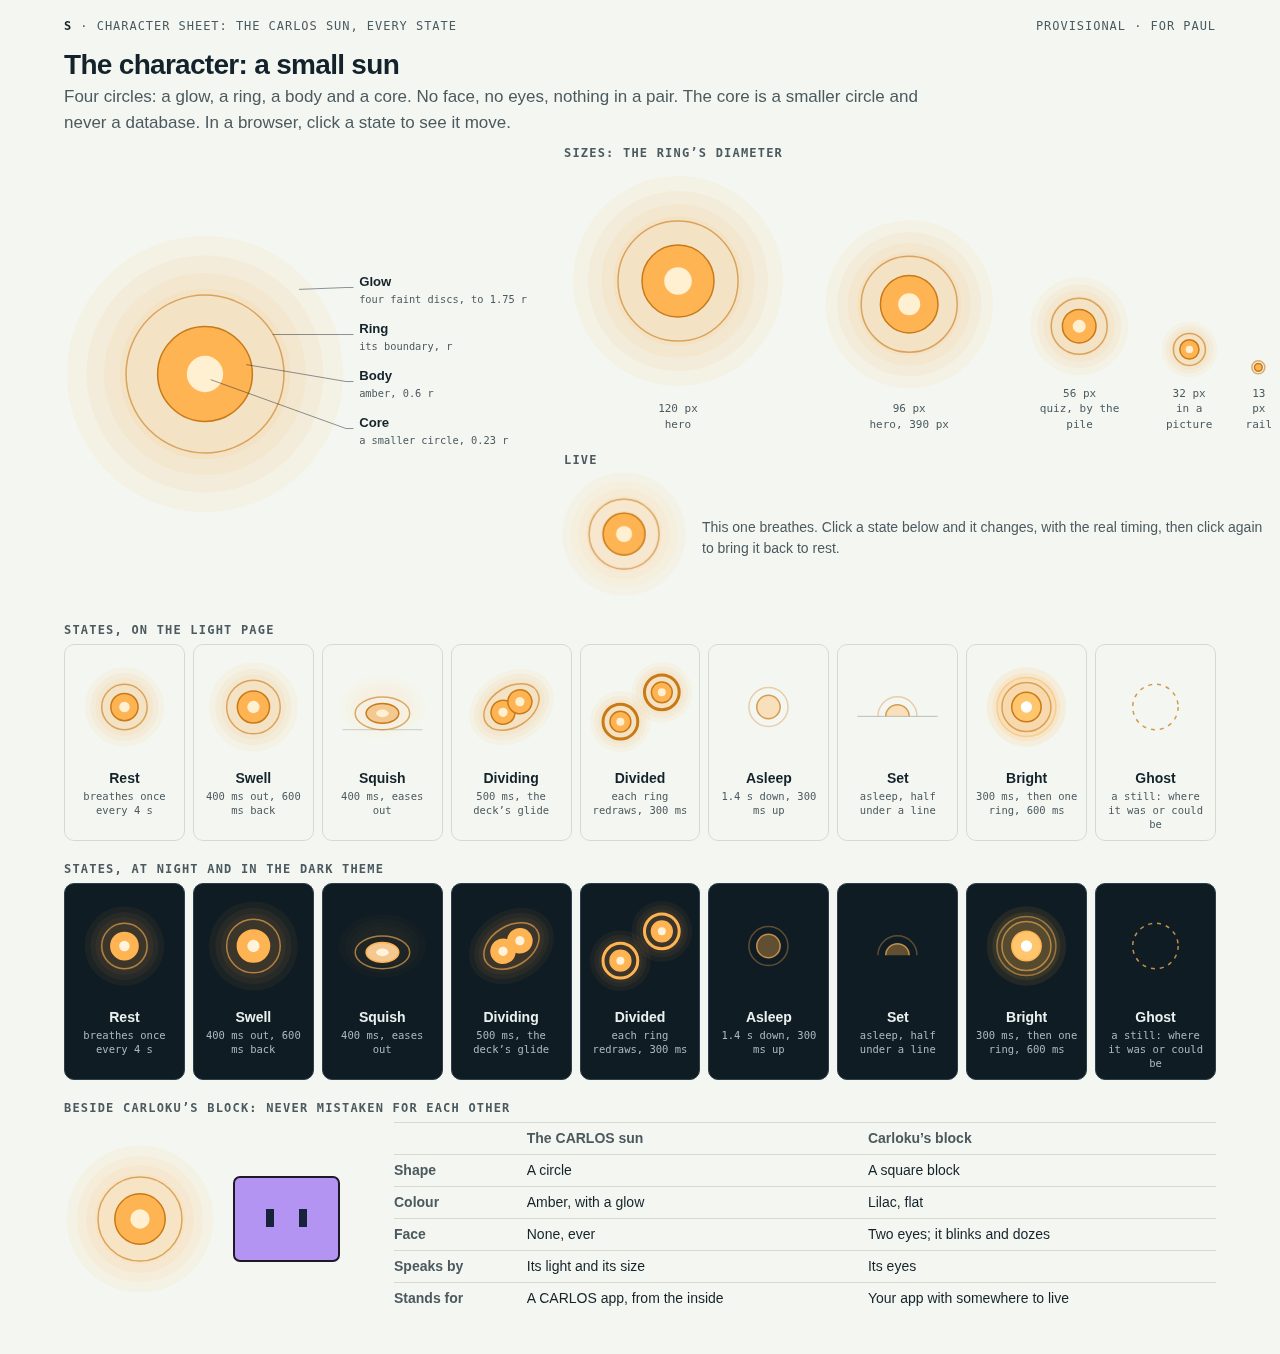 S · CHARACTER SHEET: THE CARLOS SUN, EVERY STATE
PROVISIONAL · FOR PAUL
The character: a small sun
Four circles: a glow, a ring, a body and a core. No face, no eyes, nothing in a pair. The core is a smaller circle and
never a database. In a browser, click a state to see it move.
SIZES: THE RING’S DIAMETER
Glow
four faint discs, to 1.75 r
Ring
its boundary, r
Body
amber, 0.6 r
Core
a smaller circle, 0.23 r
120 px
hero
96 px
hero, 390 px
56 px
quiz, by the
pile
32 px
in a
picture
13
px
rail
LIVE
This one breathes. Click a state below and it changes, with the real timing, then click again
to bring it back to rest.
STATES, ON THE LIGHT PAGE
Rest
breathes once
every 4 s
Swell
400 ms out, 600
ms back
Squish
400 ms, eases
out
Dividing
500 ms, the
deck’s glide
Divided
each ring
redraws, 300 ms
Asleep
1.4 s down, 300
ms up
Set
asleep, half
under a line
Bright
300 ms, then one
ring, 600 ms
Ghost
a still: where
it was or could
be
STATES, AT NIGHT AND IN THE DARK THEME
Rest
breathes once
every 4 s
Swell
400 ms out, 600
ms back
Squish
400 ms, eases
out
Dividing
500 ms, the
deck’s glide
Divided
each ring
redraws, 300 ms
Asleep
1.4 s down, 300
ms up
Set
asleep, half
under a line
Bright
300 ms, then one
ring, 600 ms
Ghost
a still: where
it was or could
be
BESIDE CARLOKU’S BLOCK: NEVER MISTAKEN FOR EACH OTHER
The CARLOS sun
Carloku’s block
Shape
A circle
A square block
Colour
Amber, with a glow
Lilac, flat
Face
None, ever
Two eyes; it blinks and dozes
Speaks by
Its light and its size
Its eyes
Stands for
A CARLOS app, from the inside
Your app with somewhere to live